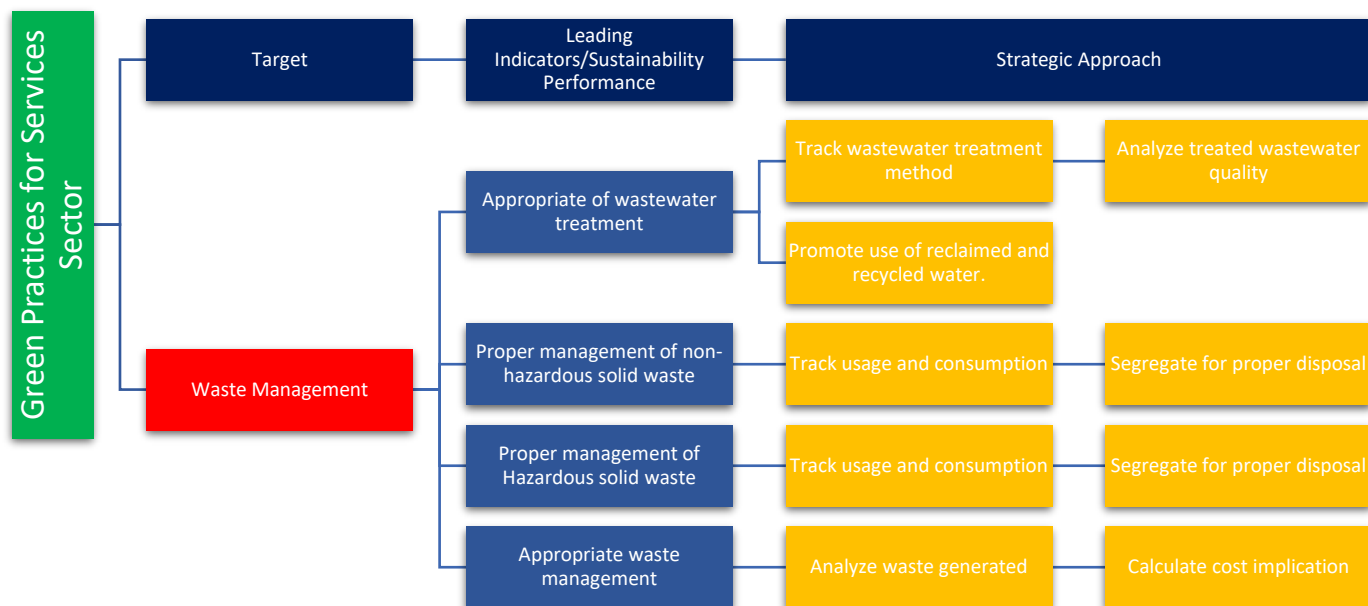 Green Practices for Services
Sector
Target
Leading
Indicators/Sustainability
Performance
Strategic Approach
Waste Management
Appropriate of wastewater
treatment
Track wastewater treatment
method
Analyze treated wastewater
quality
Promote use of reclaimed and
recycled water.
Proper management of non-
hazardous solid waste
Track usage and consumption
Segregate for proper disposal
Proper management of
Hazardous solid waste
Track usage and consumption
Segregate for proper disposal
Appropriate waste
management
Analyze waste generated
Calculate cost implication